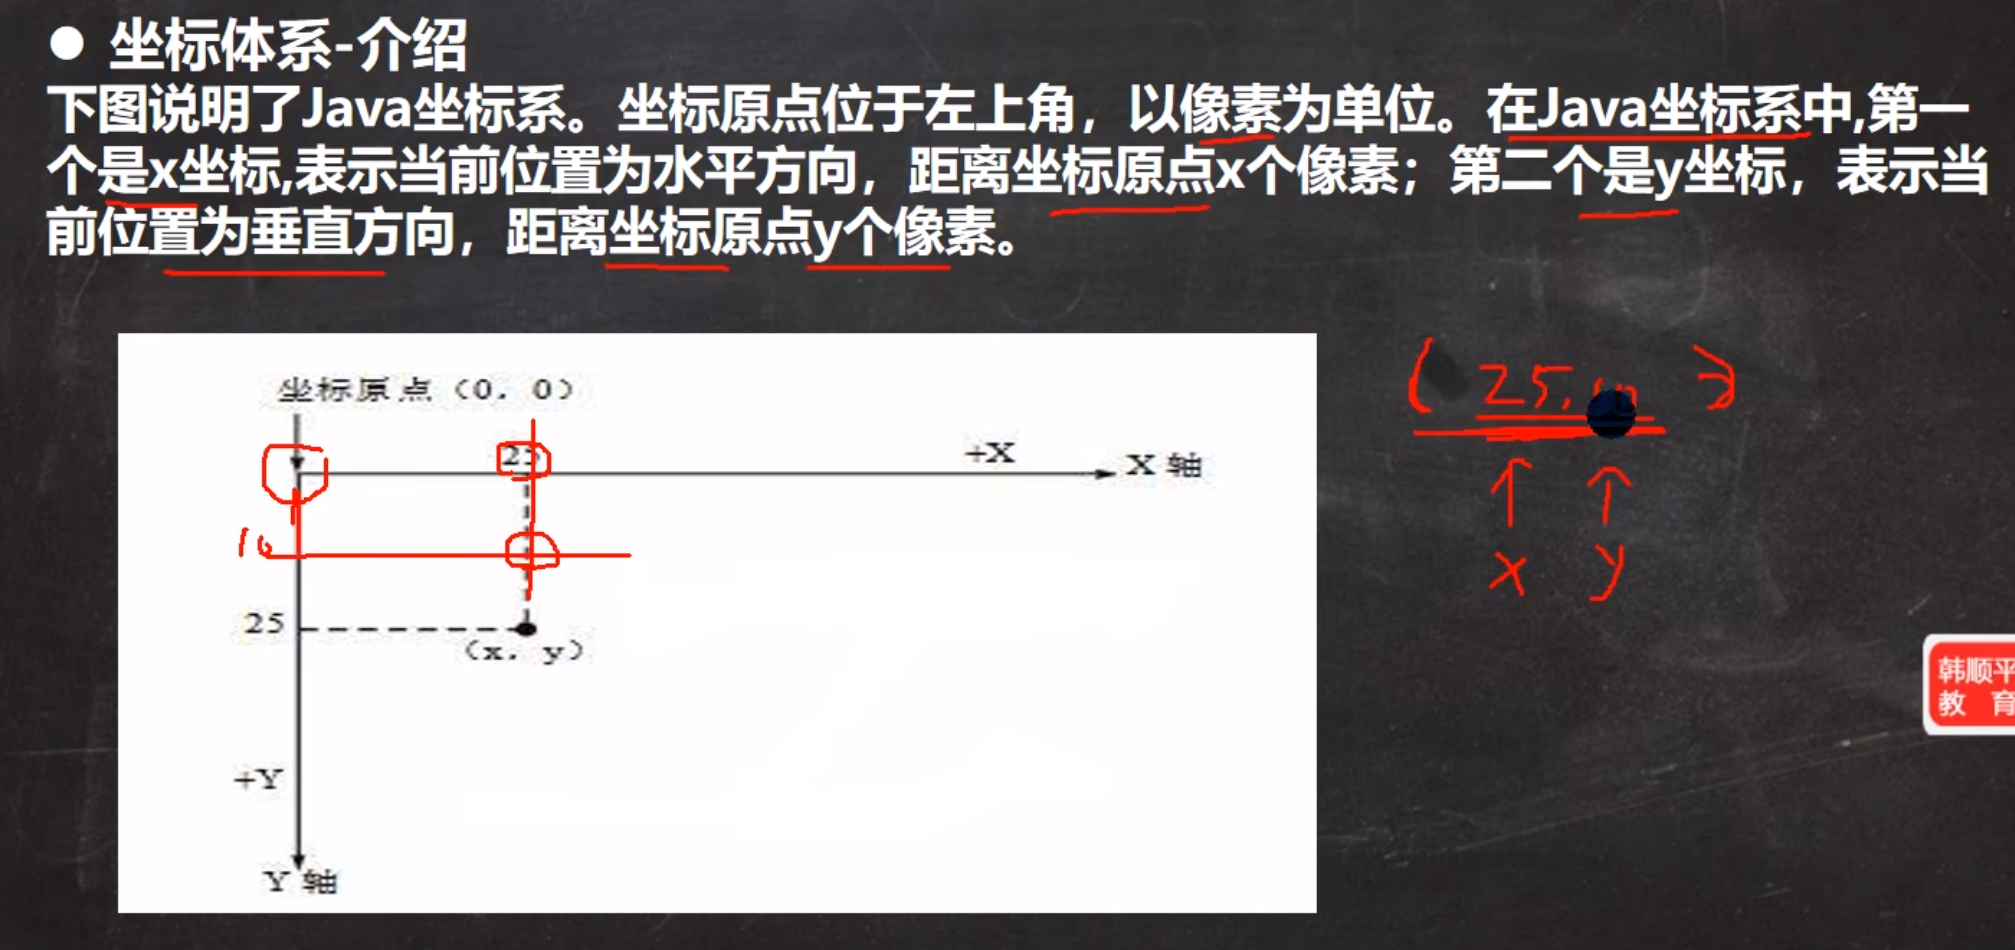 ● 坐标体系-介绍
下图说明了Java坐标系。坐标原点位于左上角，以像素为单位。在Java坐标系中,第一
个是x坐标,表示当前位置为水平方向，距离坐标原点x个像素；第二个是y坐标，表示当
前位置为垂直方向，距离坐标原点y个像素。
坐标原点（0．0）
25
+X
X 轴
10
25
（x．y）
+Y
Y 轴
( 25,
)
x y
韩顺平
教 育